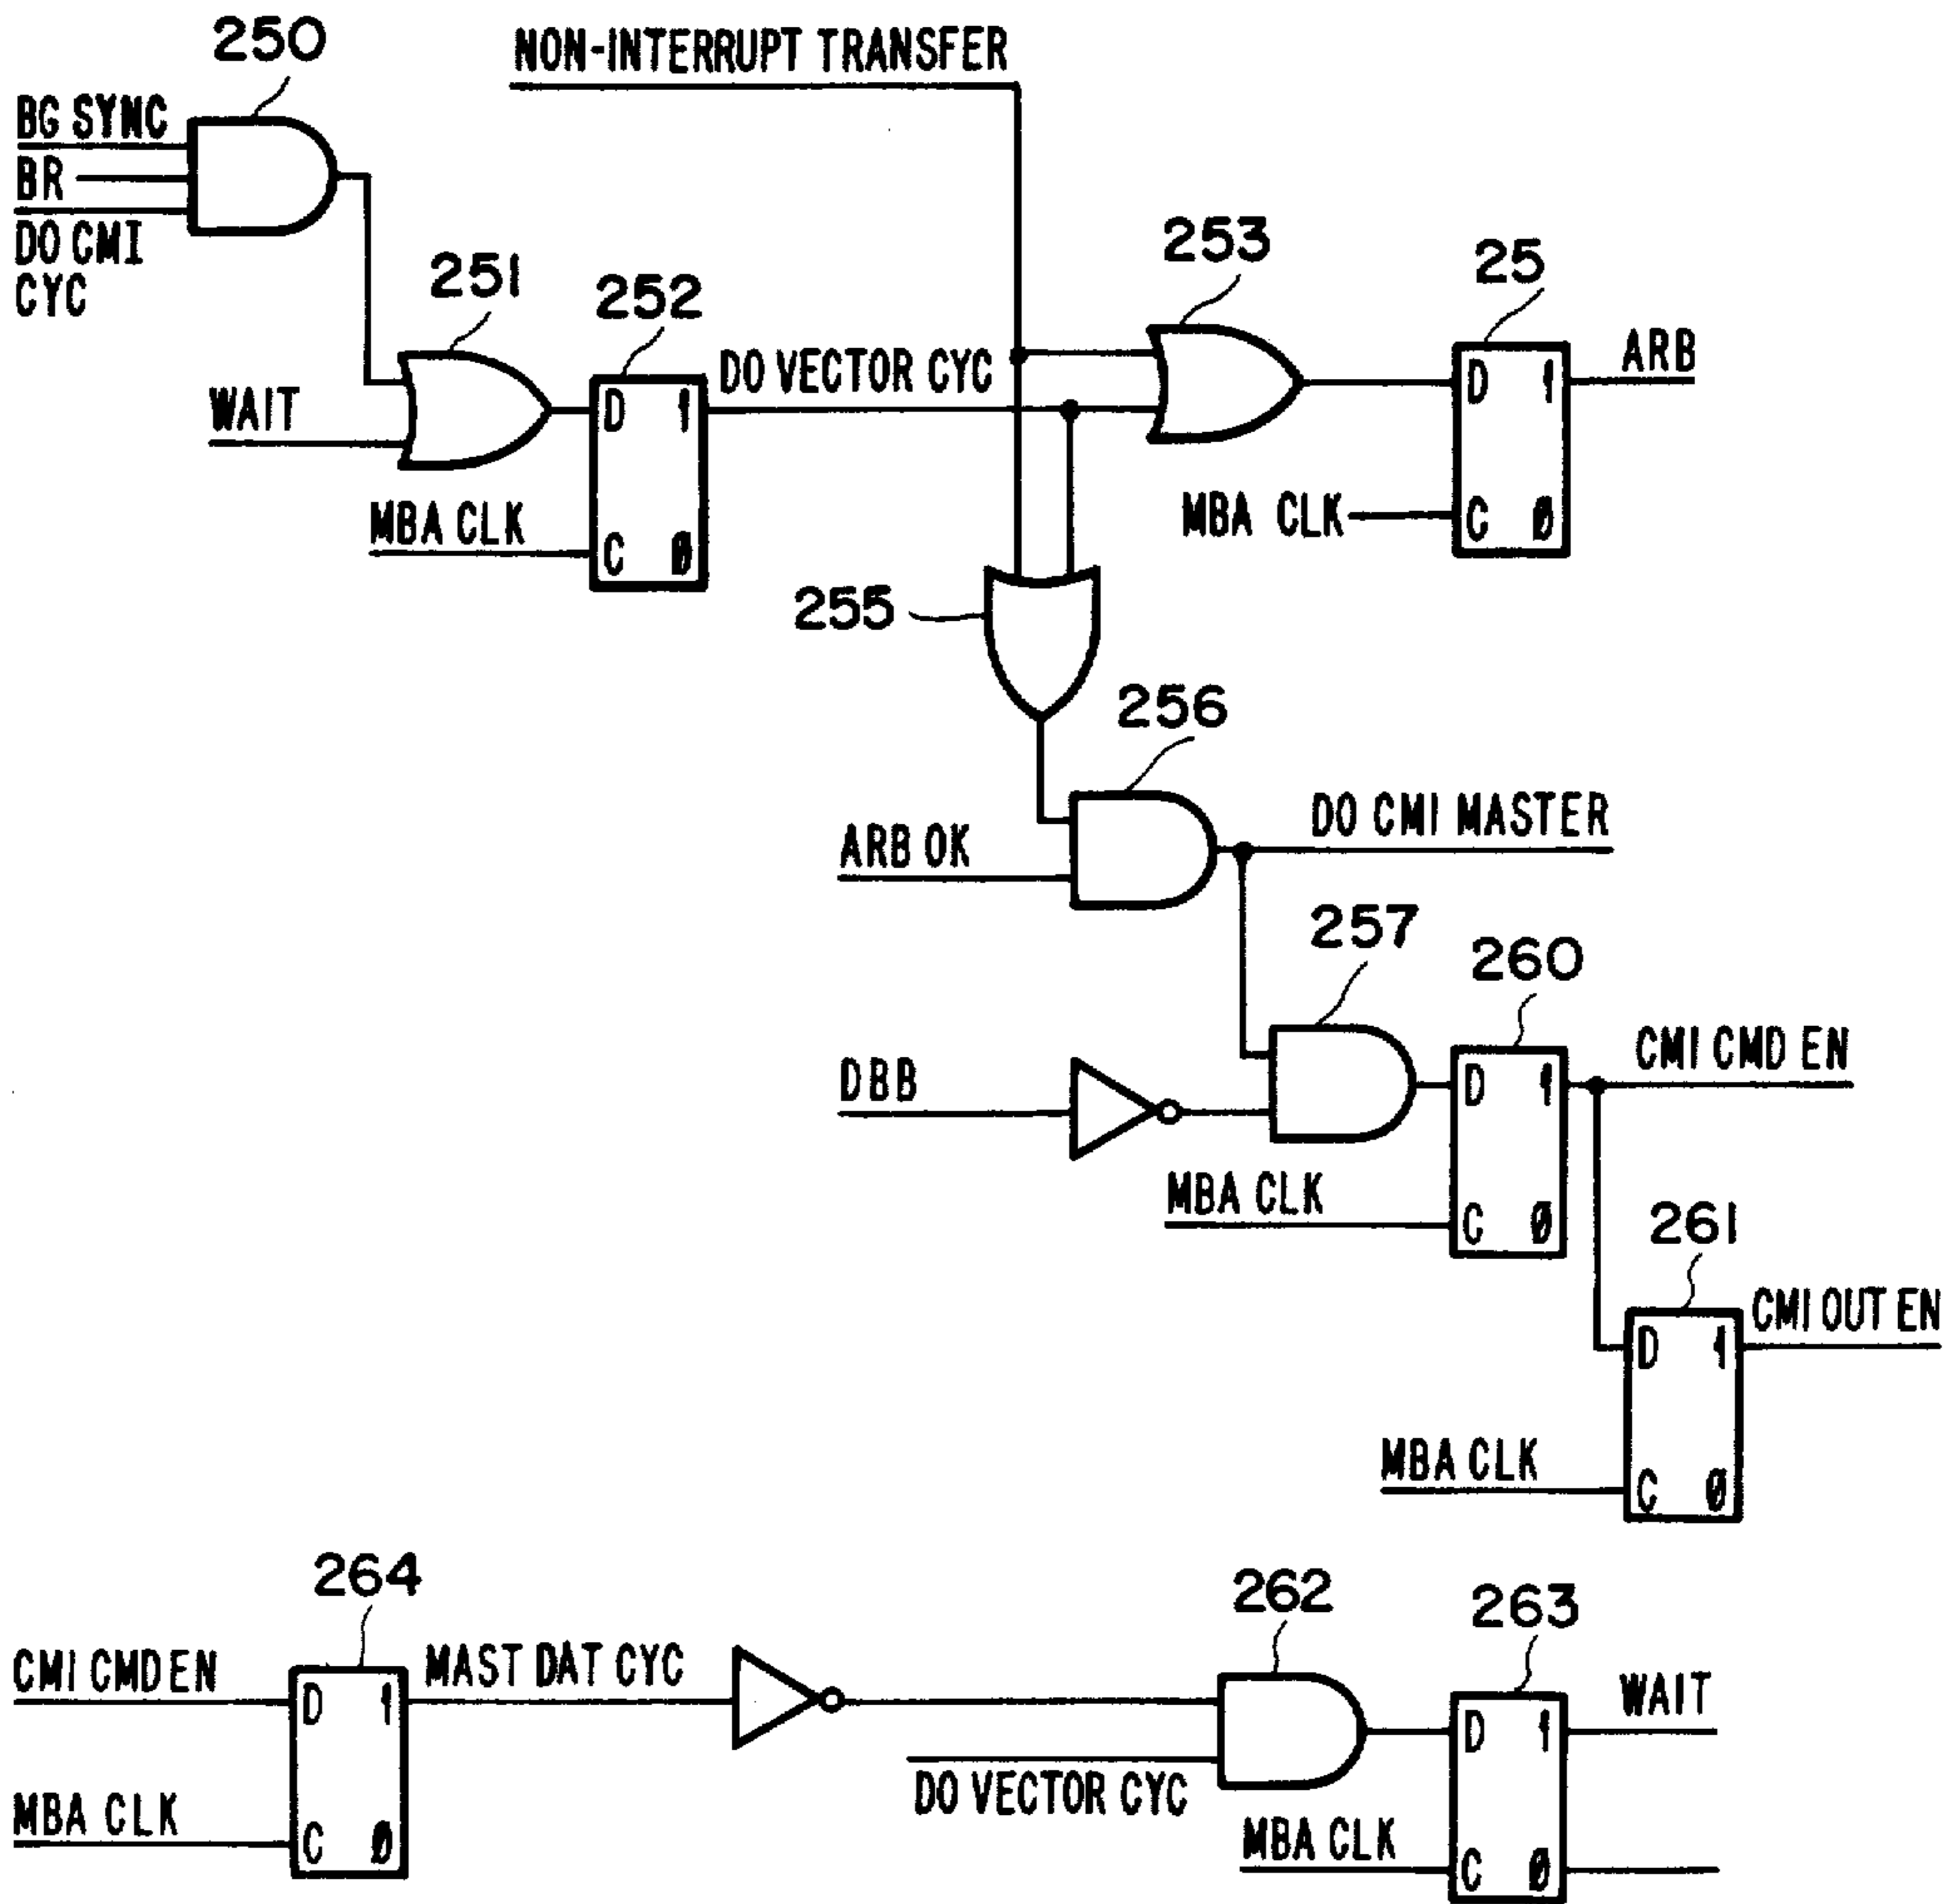 250
NON-INTERRUPT TRANSFER
BG SYNC
BR
DO CMI
CYC
251
252
253
25
WAIT
D 1
DO VECTOR CYC
D 1
ARB
MBA CLK
C 0
MBA CLK
C 0
255
256
ARB OK
DO CMI MASTER
257
260
DBB
D 1
CMI CMD EN
MBA CLK
C 0
261
D 1
CMI OUT EN
MBA CLK
C 0
264
262
263
CMI CMD EN
D 1
MAST DAT CYC
D 1
WAIT
DO VECTOR CYC
MBA CLK
C 0
MBA CLK
C 0